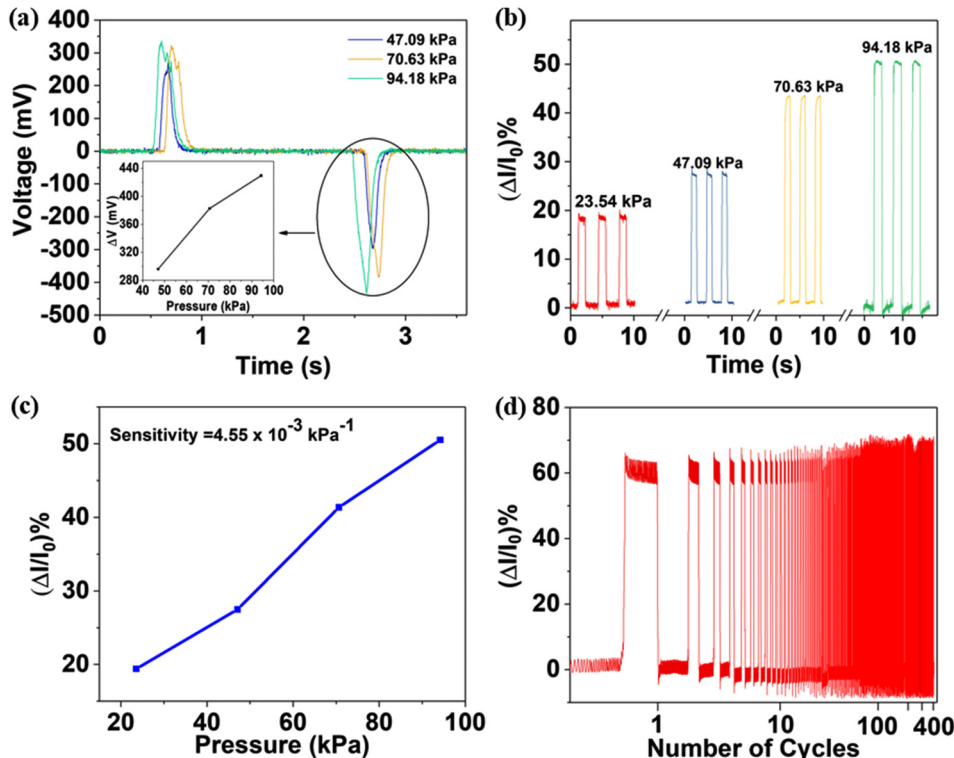 (a)
400
300
200
100
0
-100
-200
-300
-400
-500
Voltage (mV)
47.09 kPa
70.63 kPa
94.18 kPa
440
400
360
320
280
ΔV (mV)
40 50 60 70 80 90 100
Pressure (kPa)
0 1 2 3
Time (s)
(b)
50
40
30
20
10
0
(ΔI/I₀)%
23.54 kPa
47.09 kPa
70.63 kPa
94.18 kPa
0 10 0 10 0 10 0 10
Time (s)
(c)
Sensitivity =4.55 x 10⁻³ kPa⁻¹
50
40
30
20
(ΔI/I₀)%
20 40 60 80 100
Pressure (kPa)
(d)
80
60
40
20
0
(ΔI/I₀)%
1 10 100 400
Number of Cycles